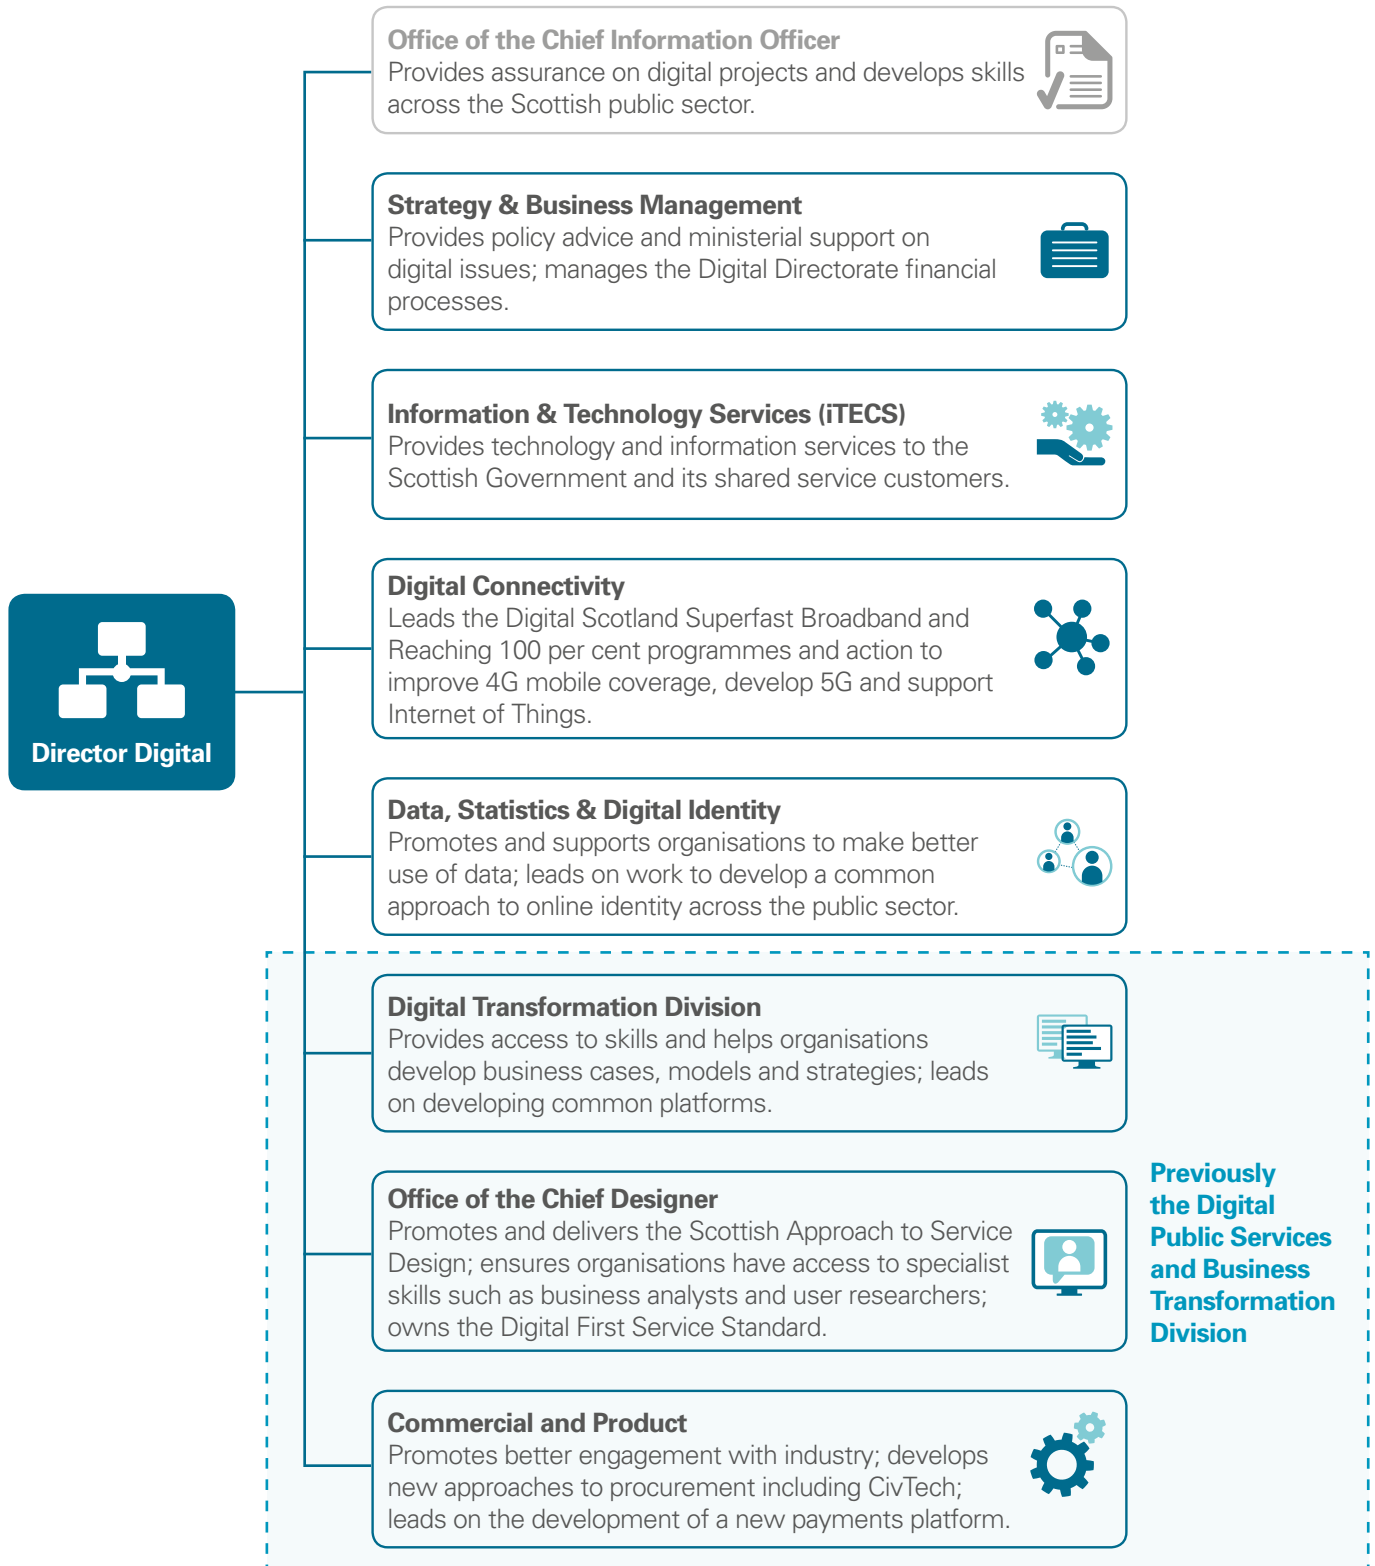 Office of the Chief Information Officer
Provides assurance on digital projects and develops skills
across the Scottish public sector.
Strategy & Business Management
Provides policy advice and ministerial support on
digital issues; manages the Digital Directorate financial
processes.
Information & Technology Services (iTECS)
Provides technology and information services to the
Scottish Government and its shared service customers.
Digital Connectivity
Leads the Digital Scotland Superfast Broadband and
Reaching 100 per cent programmes and action to
improve 4G mobile coverage, develop 5G and support
Internet of Things.
Director Digital
Data, Statistics & Digital Identity
Promotes and supports organisations to make better
use of data; leads on work to develop a common
approach to online identity across the public sector.
Digital Transformation Division
Provides access to skills and helps organisations
develop business cases, models and strategies; leads
on developing common platforms.
Office of the Chief Designer
Promotes and delivers the Scottish Approach to Service
Design; ensures organisations have access to specialist
skills such as business analysts and user researchers;
owns the Digital First Service Standard.
Previously
the Digital
Public Services
and Business
Transformation
Division
Commercial and Product
Promotes better engagement with industry; develops
new approaches to procurement including CivTech;
leads on the development of a new payments platform.